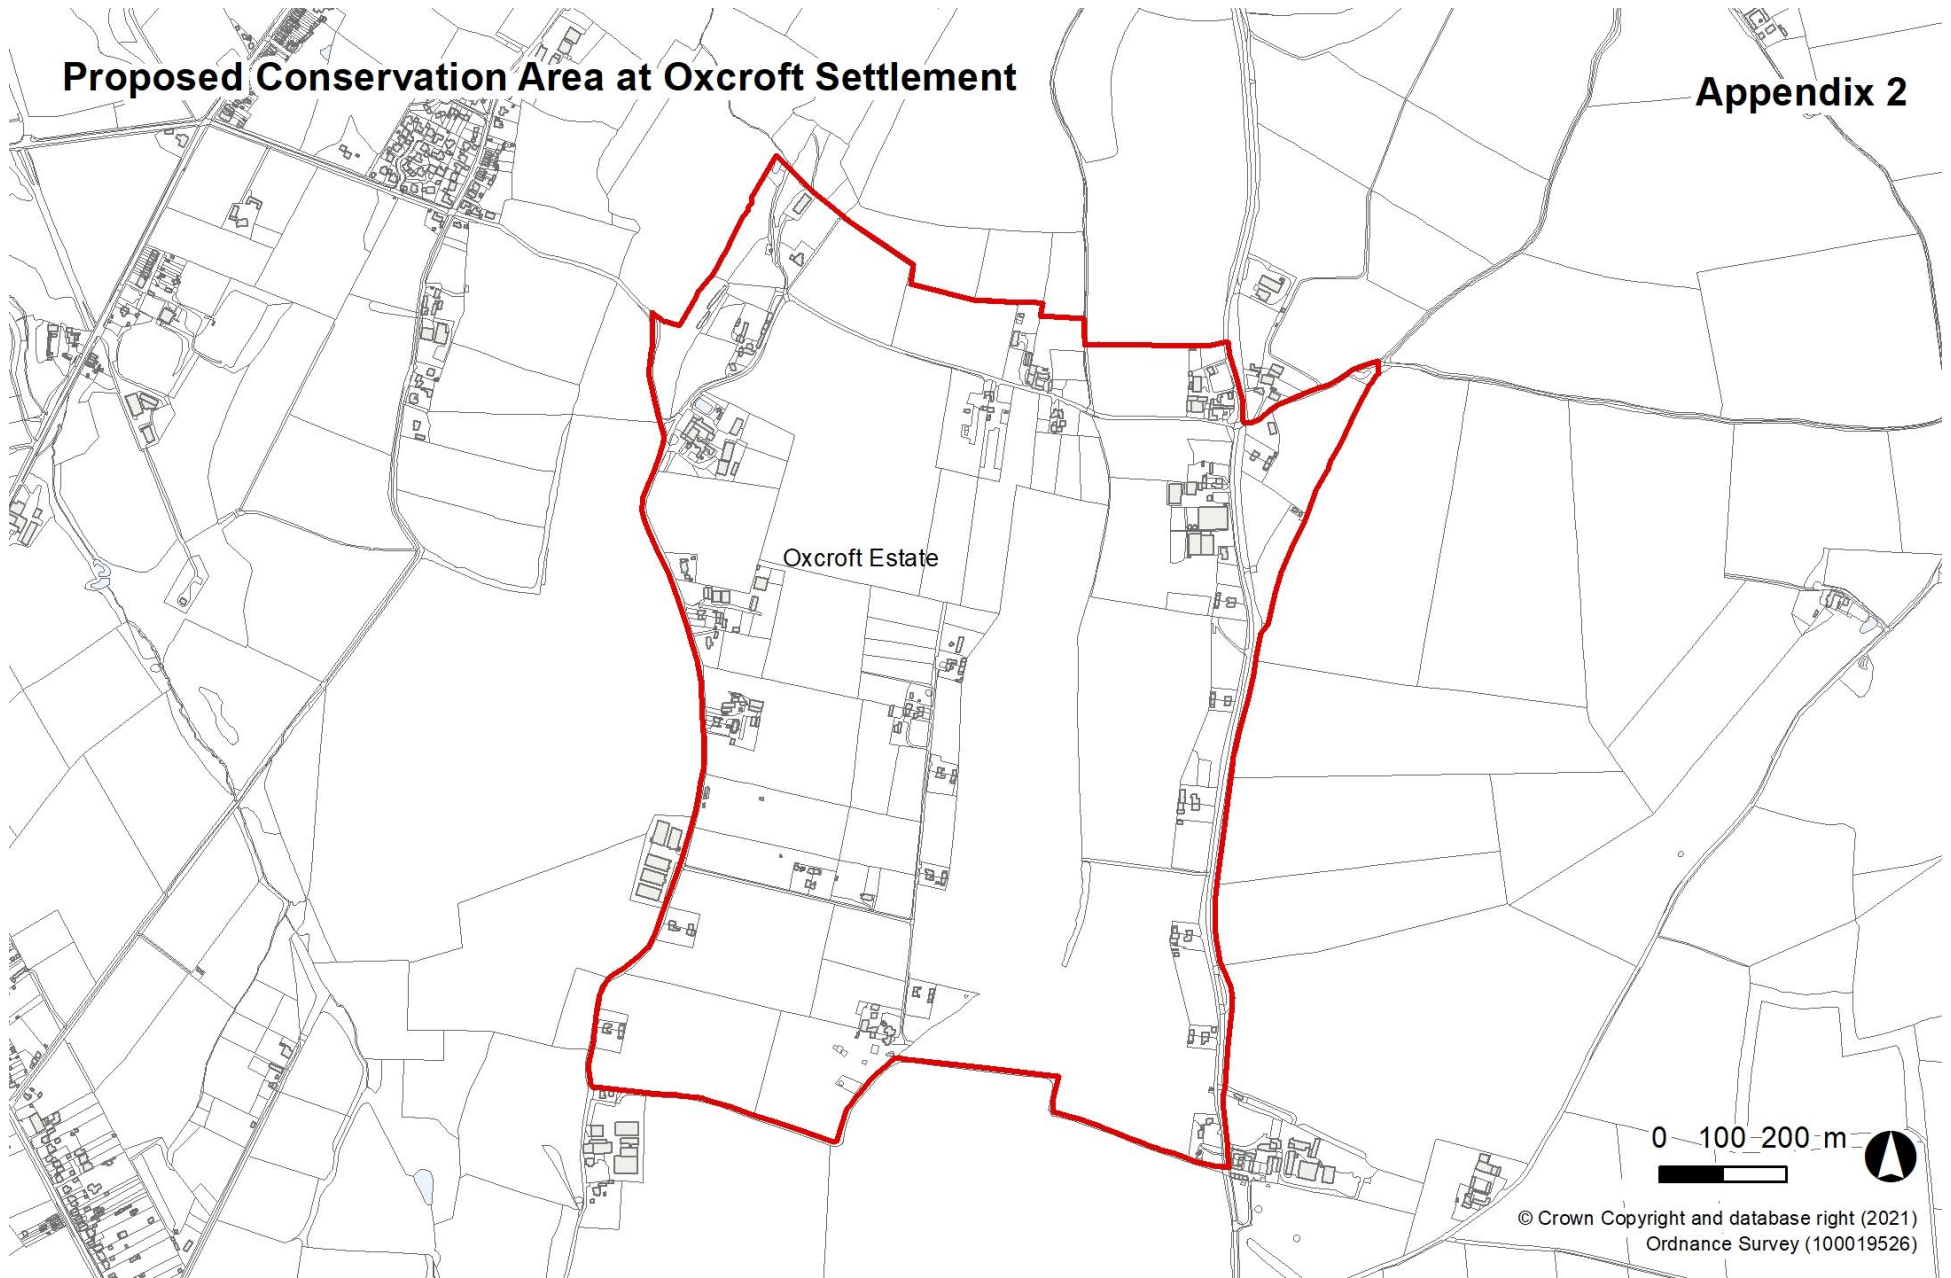 Proposed Conservation Area at Oxcroft Settlement
Appendix 2
Oxcroft Estate
0 100 200 m
© Crown Copyright and database right (2021)
Ordnance Survey (100019526)